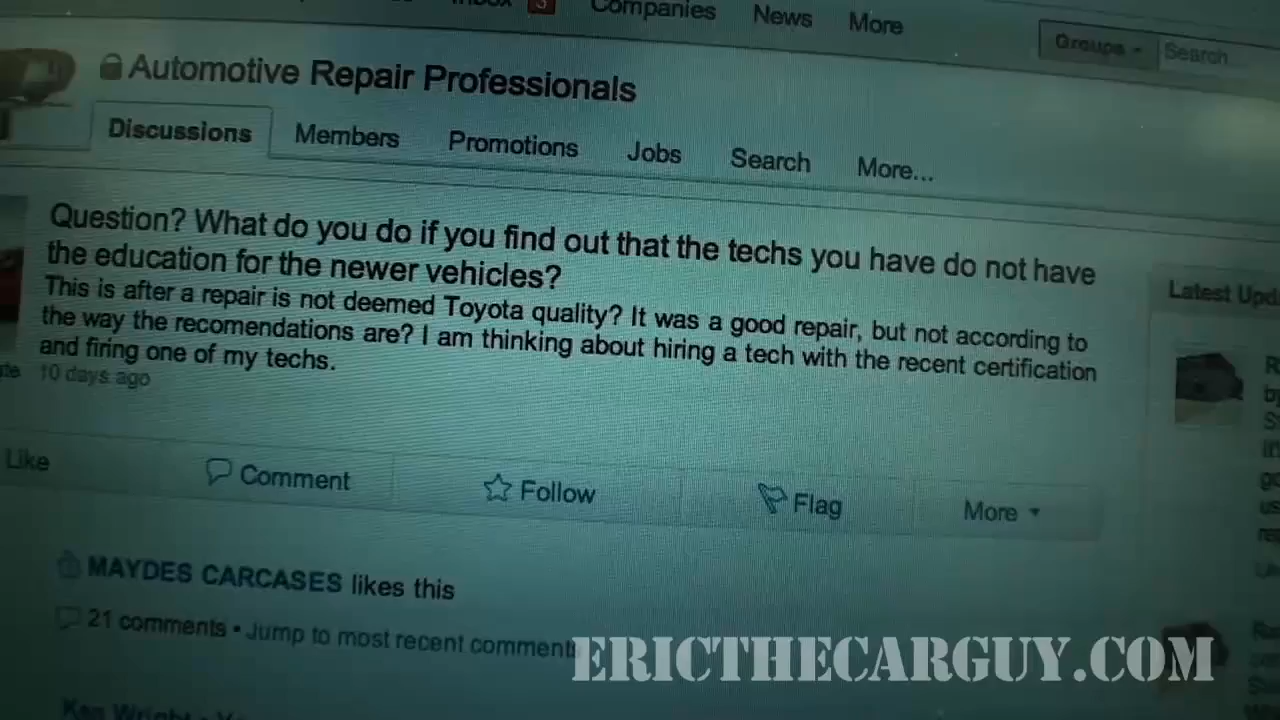 Inbox 3 Companies News More
Groups Search
Automotive Repair Professionals
Discussions Members Promotions Jobs Search More...
Question? What do you do if you find out that the techs you have do not have
the education for the newer vehicles?
This is after a repair is not deemed Toyota quality? It was a good repair, but not according to
the way the recomendations are? I am thinking about hiring a tech with the recent certification
and firing one of my techs.
10 days ago
Latest Upd
Like Comment Follow Flag More
MAYDES CARCASES likes this
21 comments • Jump to most recent comments
ERICTHECARGUY.COM
Ken Wright •